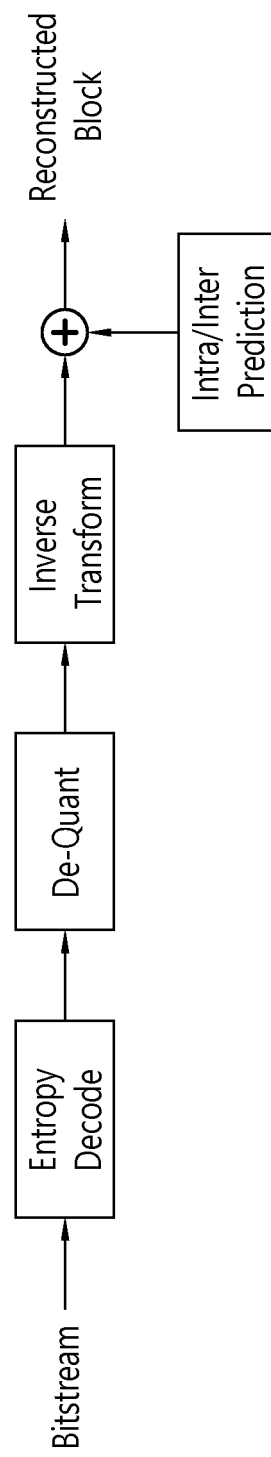 Bitstream
Entropy
Decode
De-Quant
Inverse
Transform
+
Reconstructed
Block
Intra/Inter
Prediction